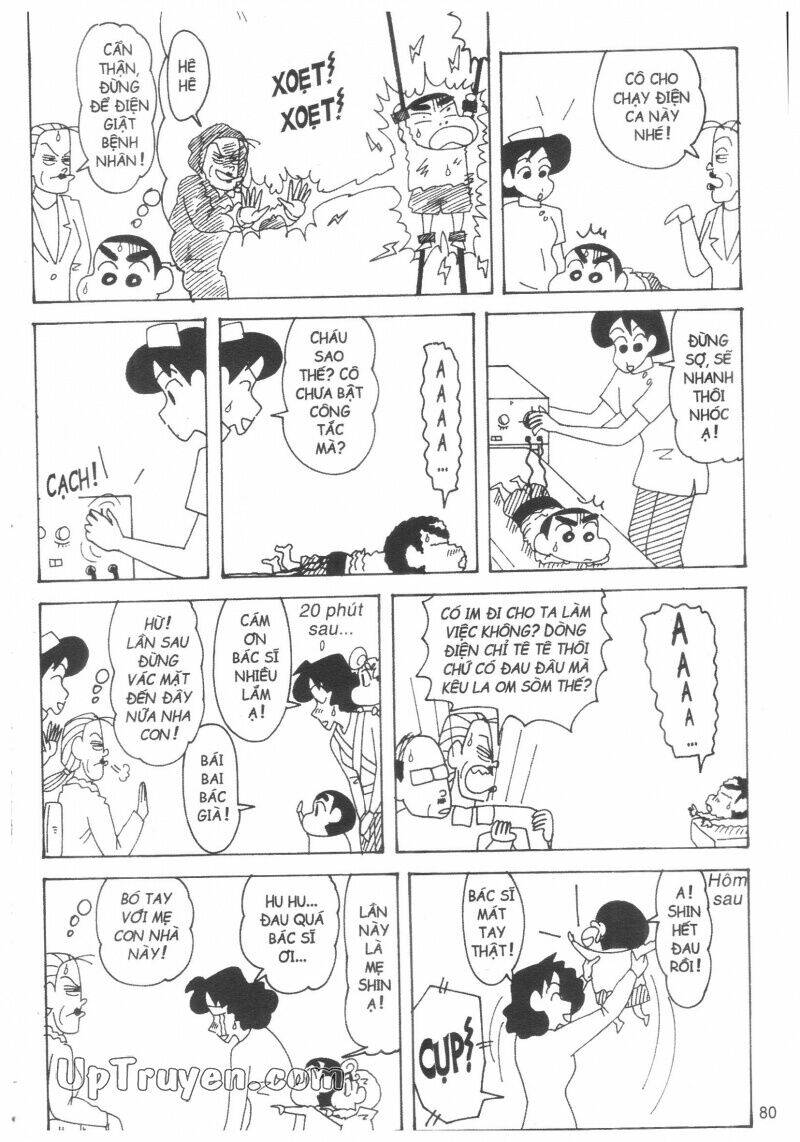 CÔ CHO
CHẠY ĐIỆN
CA NÀY
NHÉ!
XOẸT!
XOẸT!
HÊ
HÊ
CẨN
THẬN,
ĐỪNG
ĐỂ ĐIỆN
GIẬT
BỆNH
NHÂN!
ĐỪNG
SỢ, SẼ
NHANH
THÔI
NHÓC
Ạ!
A
A
A
A
...
CHÁU
SAO
THẾ? CÔ
CHƯA BẬT
CÔNG
TẮC
MÀ?
CẠCH!
A
A
A
A
...
CÓ IM ĐI CHO TA LÀM
VIỆC KHÔNG? DÒNG
ĐIỆN CHỈ TÊ TÊ THÔI
CHỨ CÓ ĐAU ĐÂU MÀ
KÊU LA OM SÒM THẾ?
20 phút
sau...
CÁM
ƠN
BÁC SĨ
NHIỀU
LẮM
Ạ!
BÁI
BAI
BÁC
GIÀ!
HỪ!
LẦN SAU
ĐỪNG
VÁC MẶT
ĐẾN ĐÂY
NỮA NHA
CON!
Hôm
sau
A!
SHIN
HẾT
ĐAU
RỒI!
BÁC SĨ
MÁT
TAY
THẬT!
CỤP!
LẦN
NÀY
LÀ
MẸ
SHIN
Ạ!
HU HU...
ĐAU QUÁ
BÁC SĨ
ƠI...
BÓ TAY
VỚI MẸ
CON NHÀ
NÀY!
UpTruyen.com
80